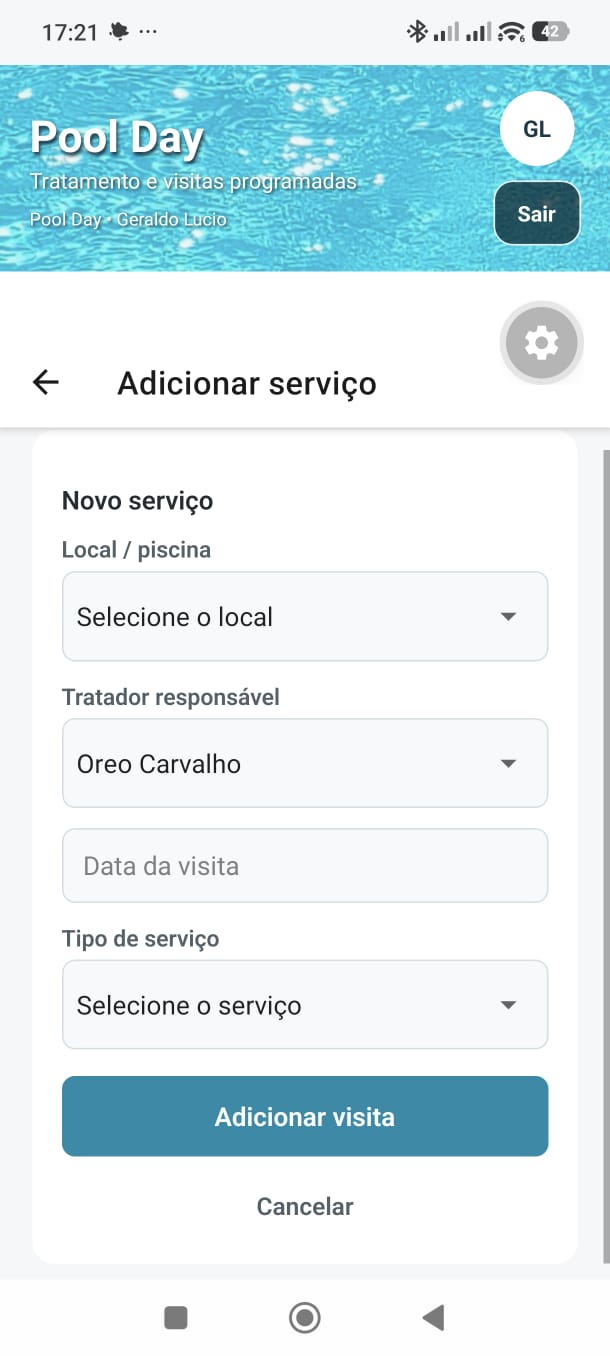 17:21 ...
6 42
Pool Day
GL
Tratamento e visitas programadas
Sair
Pool Day • Geraldo Lucio
Adicionar serviço
Novo serviço
Local / piscina
Selecione o local
Tratador responsável
Oreo Carvalho
Data da visita
Tipo de serviço
Selecione o serviço
Adicionar visita
Cancelar